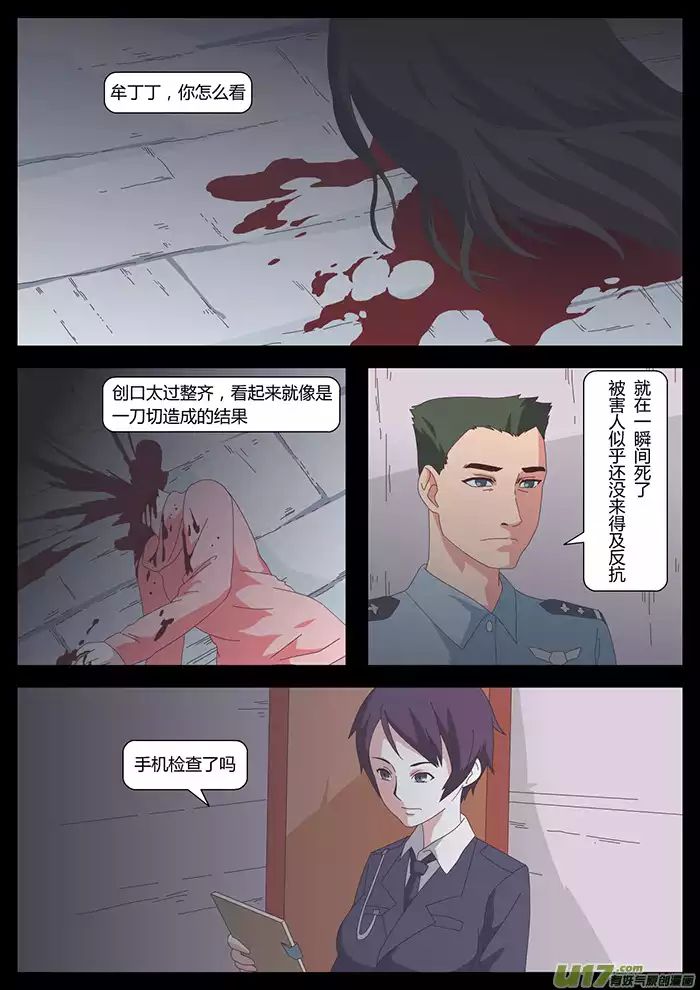 牟丁丁，你怎么看
创口太过整齐，看起来就像是
一刀切造成的结果
就在一瞬间死了
被害人似乎还没来得及反抗
手机检查了吗
U17.com
有妖气原创漫画